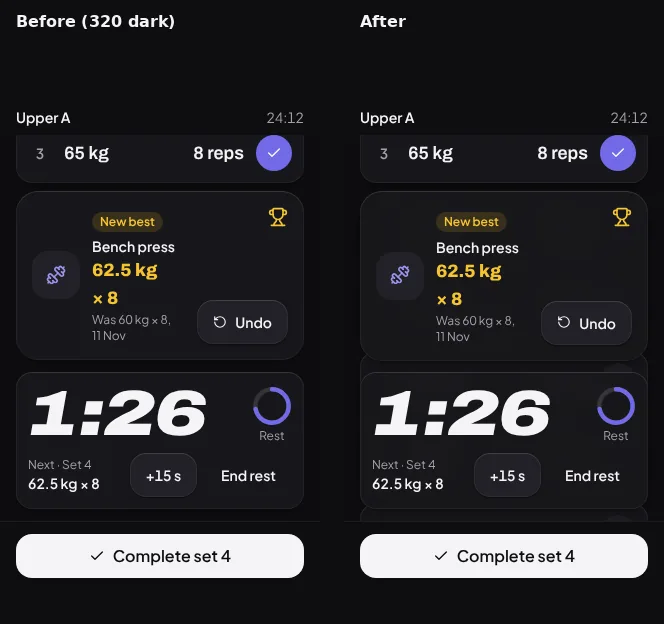 Before (320 dark)
Upper A 24:12
3 65 kg 8 reps
New best
Bench press
62.5 kg
× 8
Was 60 kg × 8,
11 Nov
Undo
1:26
Rest
Next · Set 4
62.5 kg × 8
+15 s
End rest
Complete set 4
After
Upper A 24:12
3 65 kg 8 reps
New best
Bench press
62.5 kg
× 8
Was 60 kg × 8,
11 Nov
Undo
1:26
Rest
Next · Set 4
62.5 kg × 8
+15 s
End rest
Complete set 4